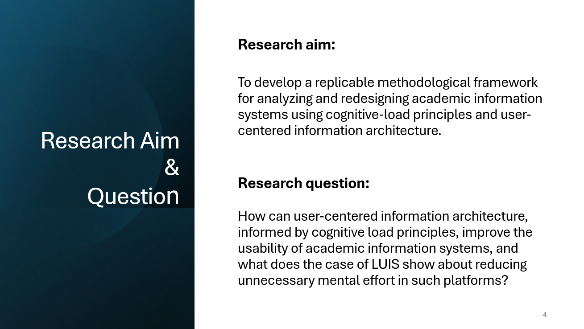 Research Aim
&
Question
Research aim:
To develop a replicable methodological framework
for analyzing and redesigning academic information
systems using cognitive-load principles and user-
centered information architecture.
Research question:
How can user-centered information architecture,
informed by cognitive load principles, improve the
usability of academic information systems, and
what does the case of LUIS show about reducing
unnecessary mental effort in such platforms?
4